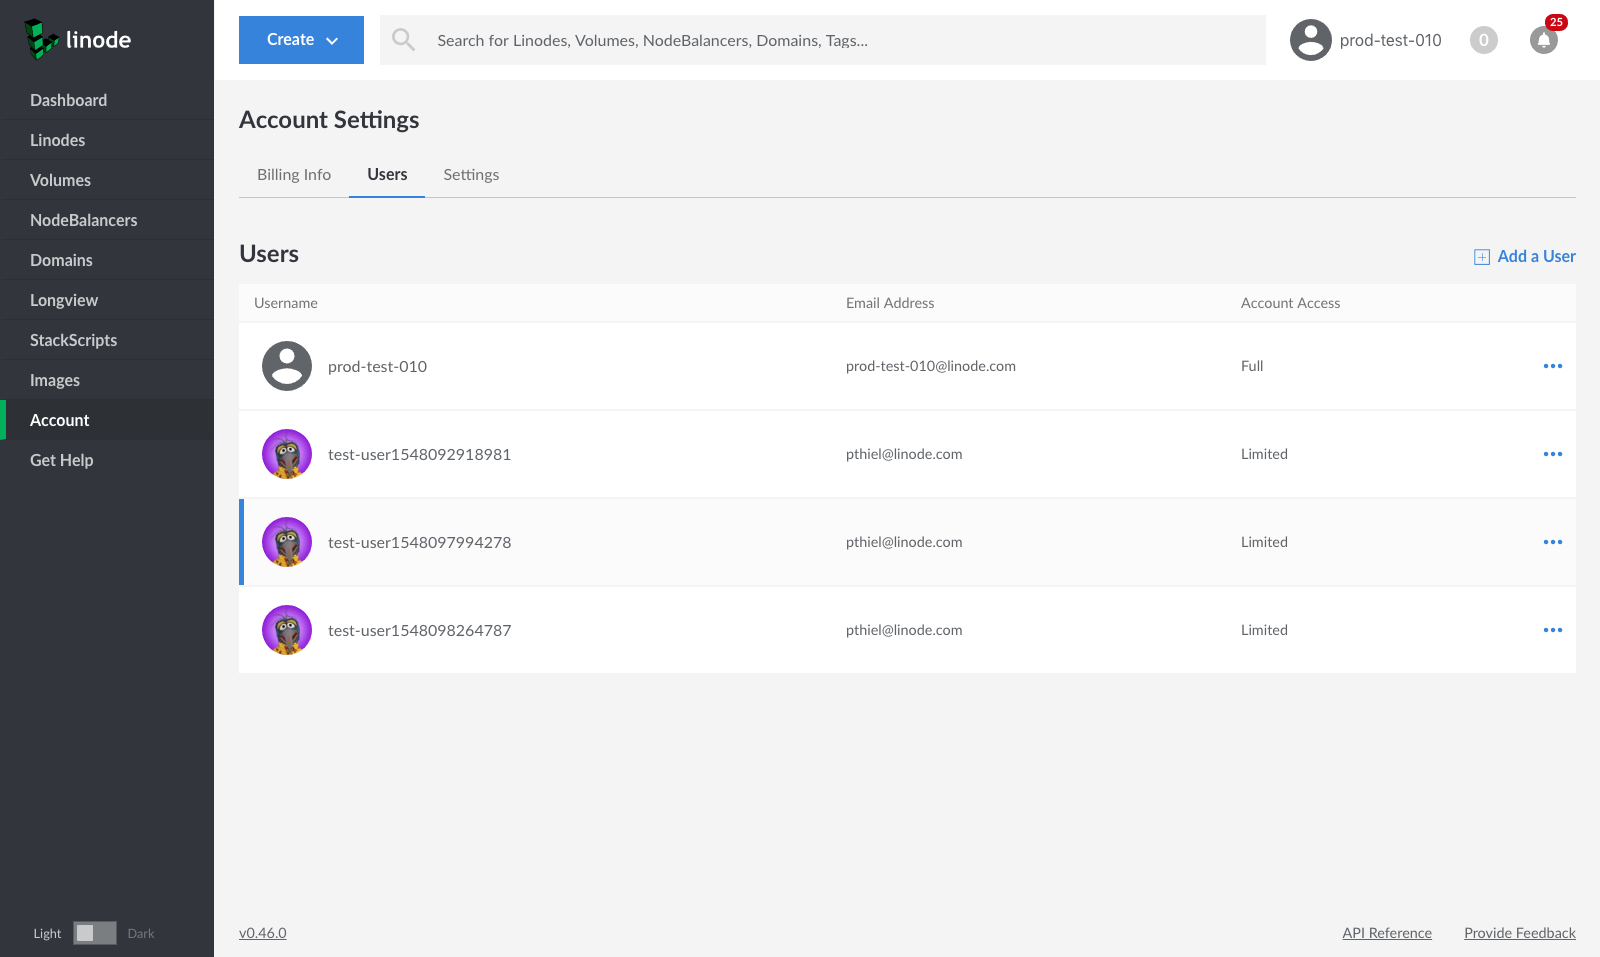 linode
Create
Search for Linodes, Volumes, NodeBalancers, Domains, Tags...
prod-test-010
0
25
Dashboard
Linodes
Volumes
NodeBalancers
Domains
Longview
StackScripts
Images
Account
Get Help
Account Settings
Billing Info Users Settings
Users
Add a User
Username Email Address Account Access
prod-test-010 prod-test-010@linode.com Full
test-user1548092918981 pthiel@linode.com Limited
test-user1548097994278 pthiel@linode.com Limited
test-user1548098264787 pthiel@linode.com Limited
Light Dark
v0.46.0
API Reference Provide Feedback